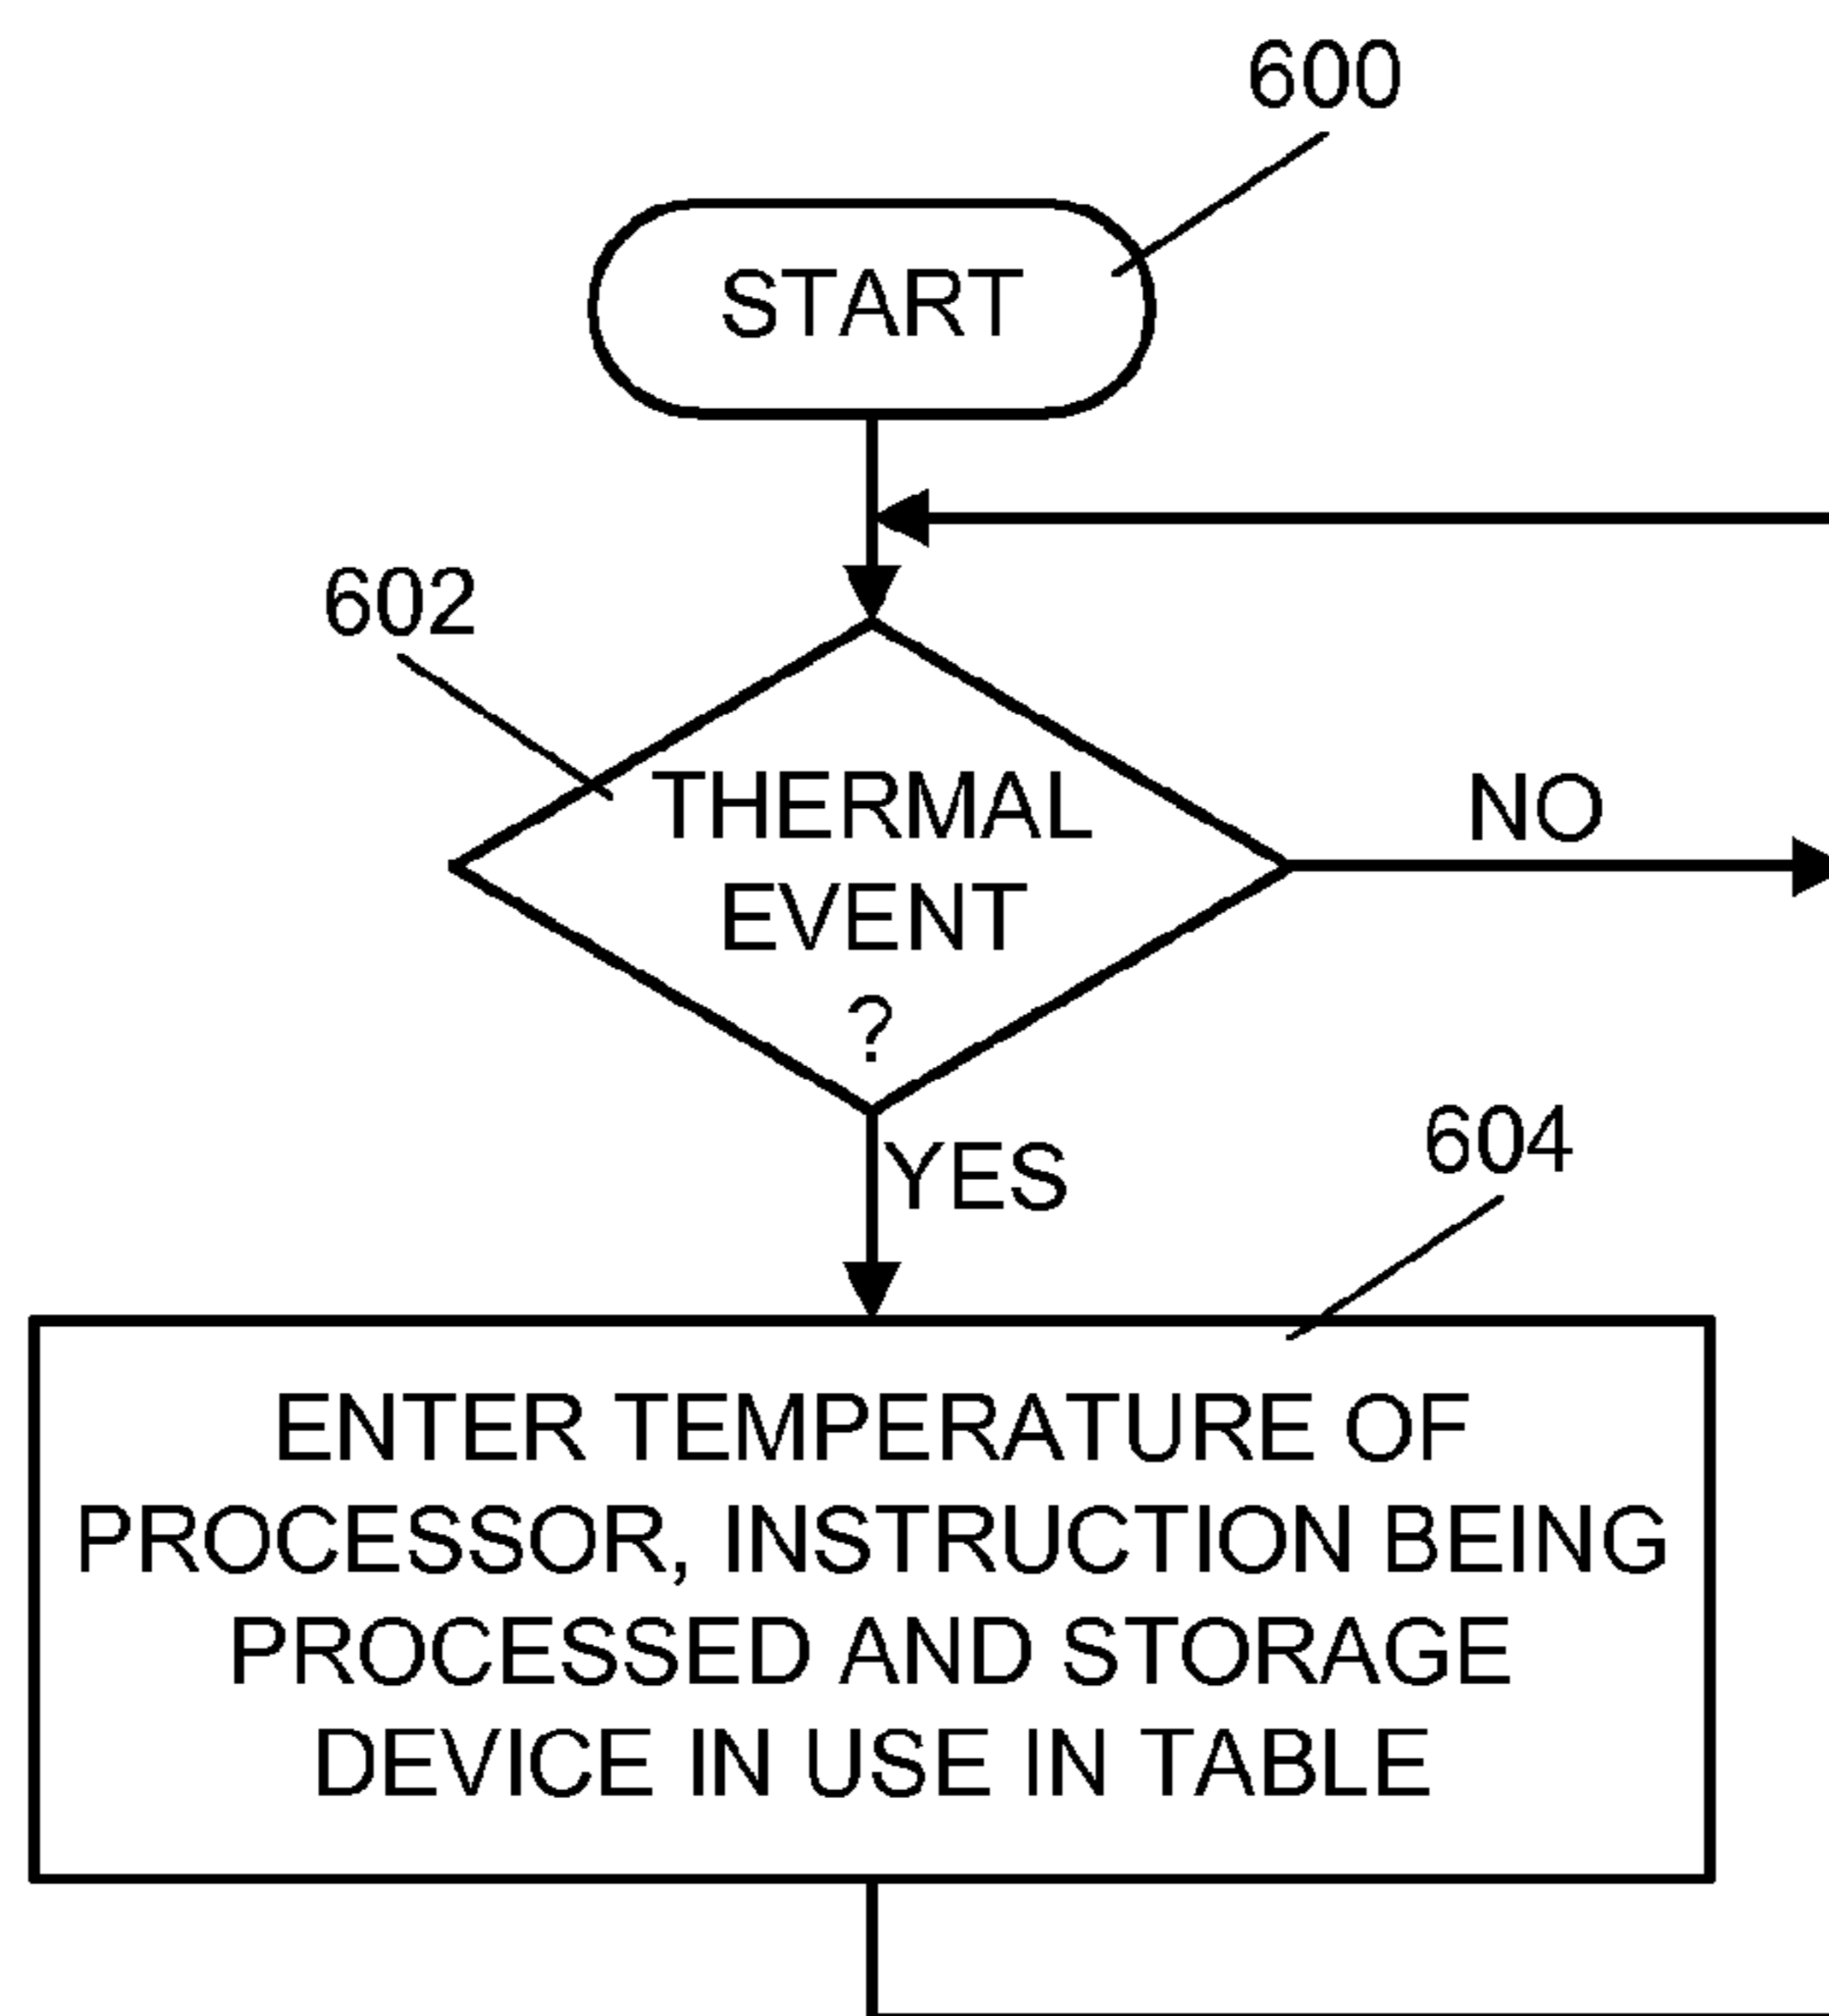 600
START
602
THERMAL
EVENT
?
NO
YES
604
ENTER TEMPERATURE OF
PROCESSOR, INSTRUCTION BEING
PROCESSED AND STORAGE
DEVICE IN USE IN TABLE